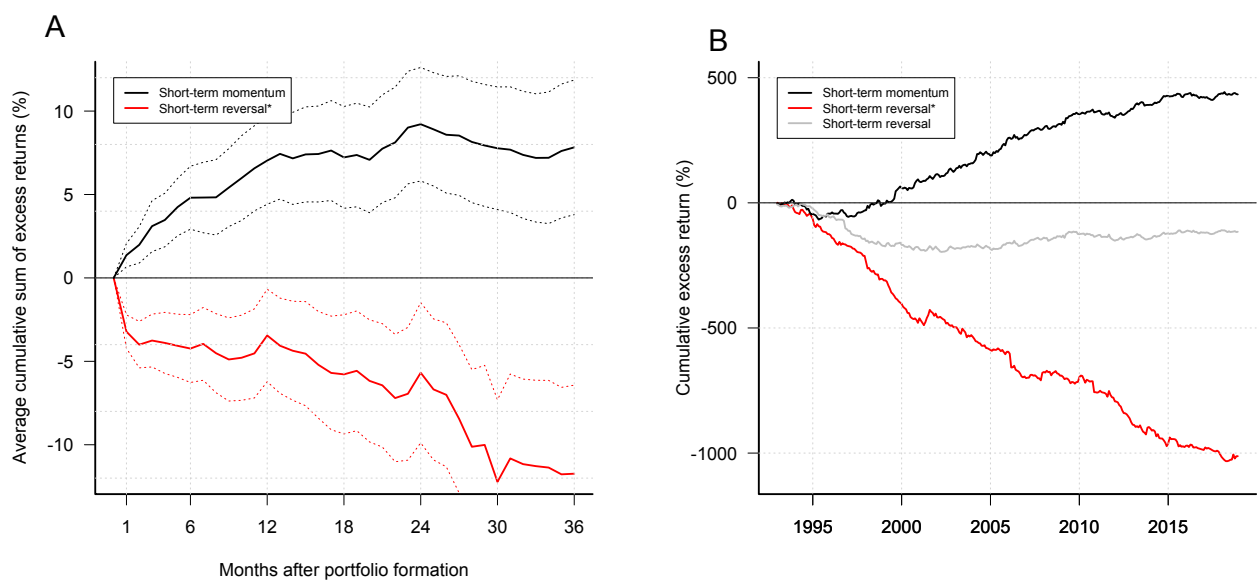 A
Average cumulative sum of excess returns (%)
Short-term momentum
Short-term reversal*
10
5
0
-5
-10
1 6 12 18 24 30 36
Months after portfolio formation
B
Cumulative excess return (%)
Short-term momentum
Short-term reversal*
Short-term reversal
500
0
-500
-1000
1995 2000 2005 2010 2015